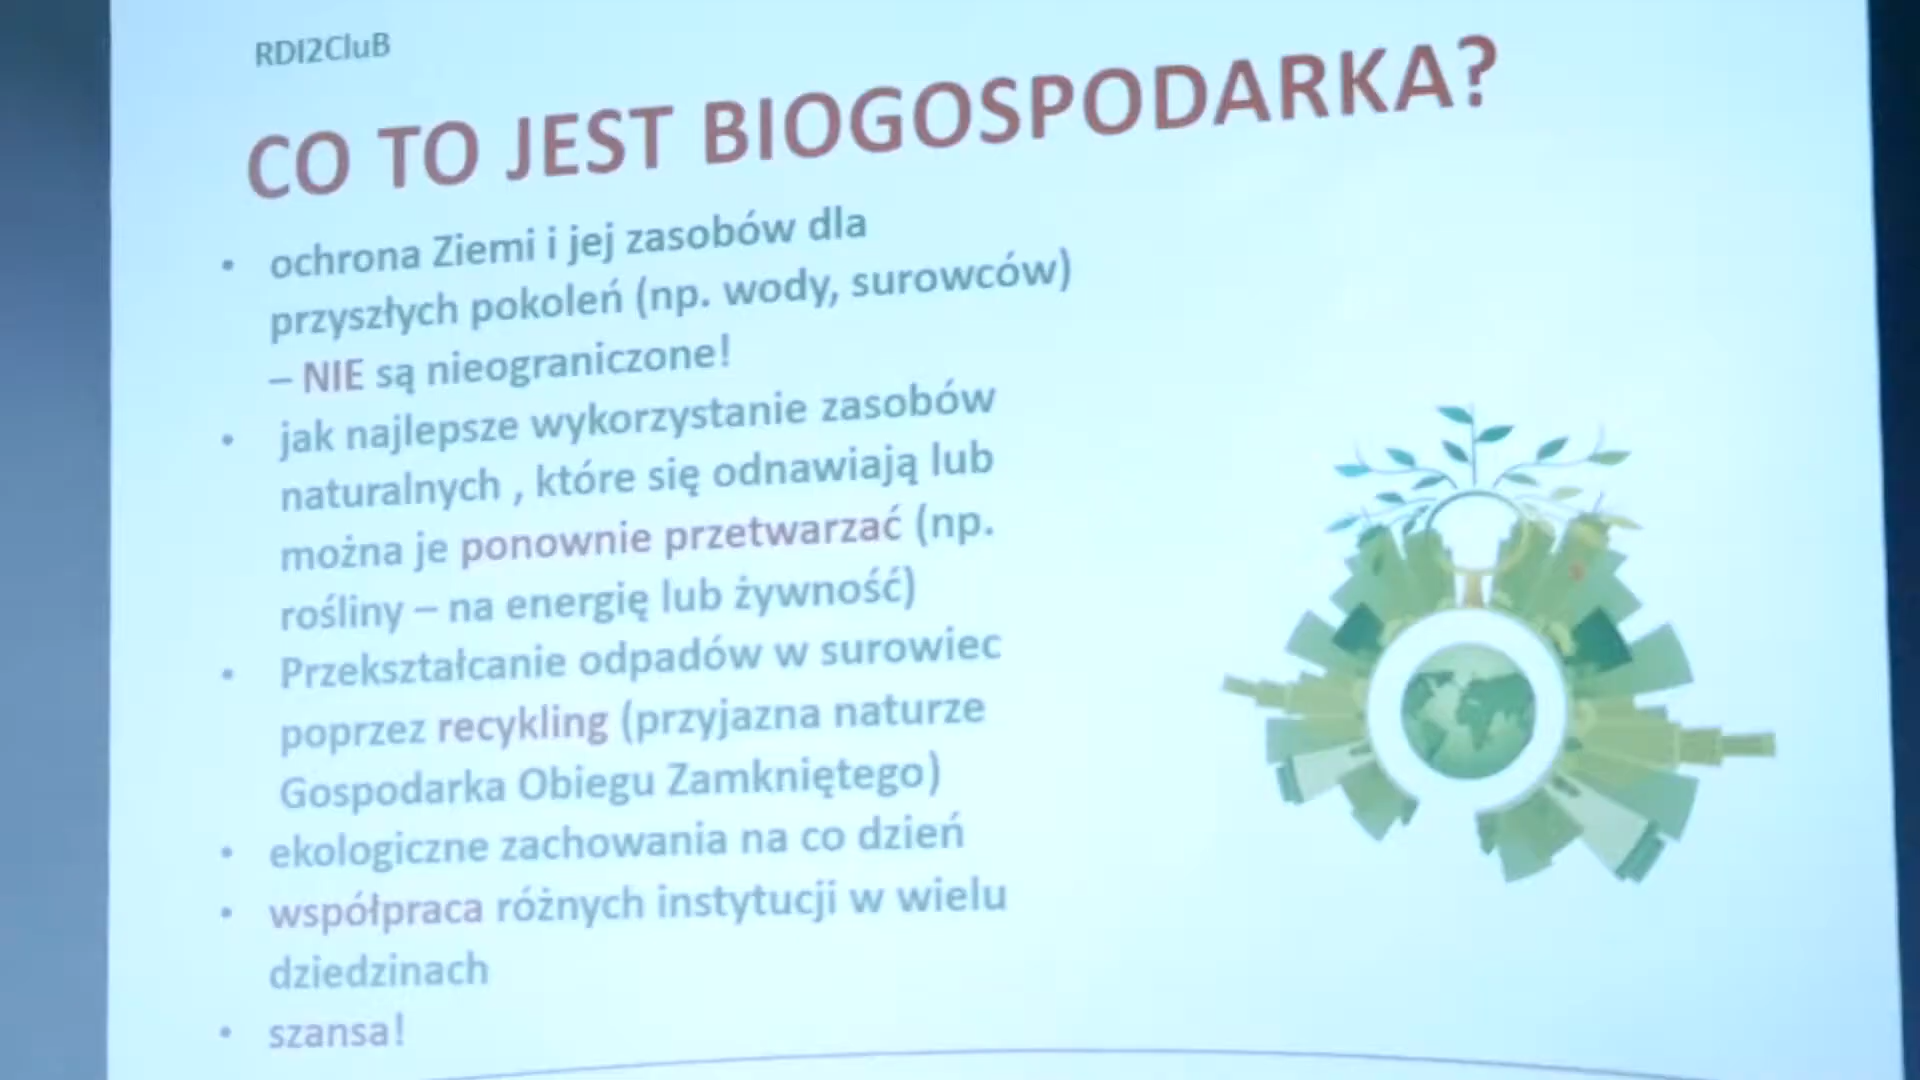 RDI2CluB
CO TO JEST BIOGOSPODARKA?
• ochrona Ziemi i jej zasobów dla
przyszłych pokoleń (np. wody, surowców)
– NIE są nieograniczone!
• jak najlepsze wykorzystanie zasobów
naturalnych , które się odnawiają lub
można je ponownie przetwarzać (np.
rośliny – na energię lub żywność)
• Przekształcanie odpadów w surowiec
poprzez recykling (przyjazna naturze
Gospodarka Obiegu Zamkniętego)
• ekologiczne zachowania na co dzień
• współpraca różnych instytucji w wielu
dziedzinach
• szansa!